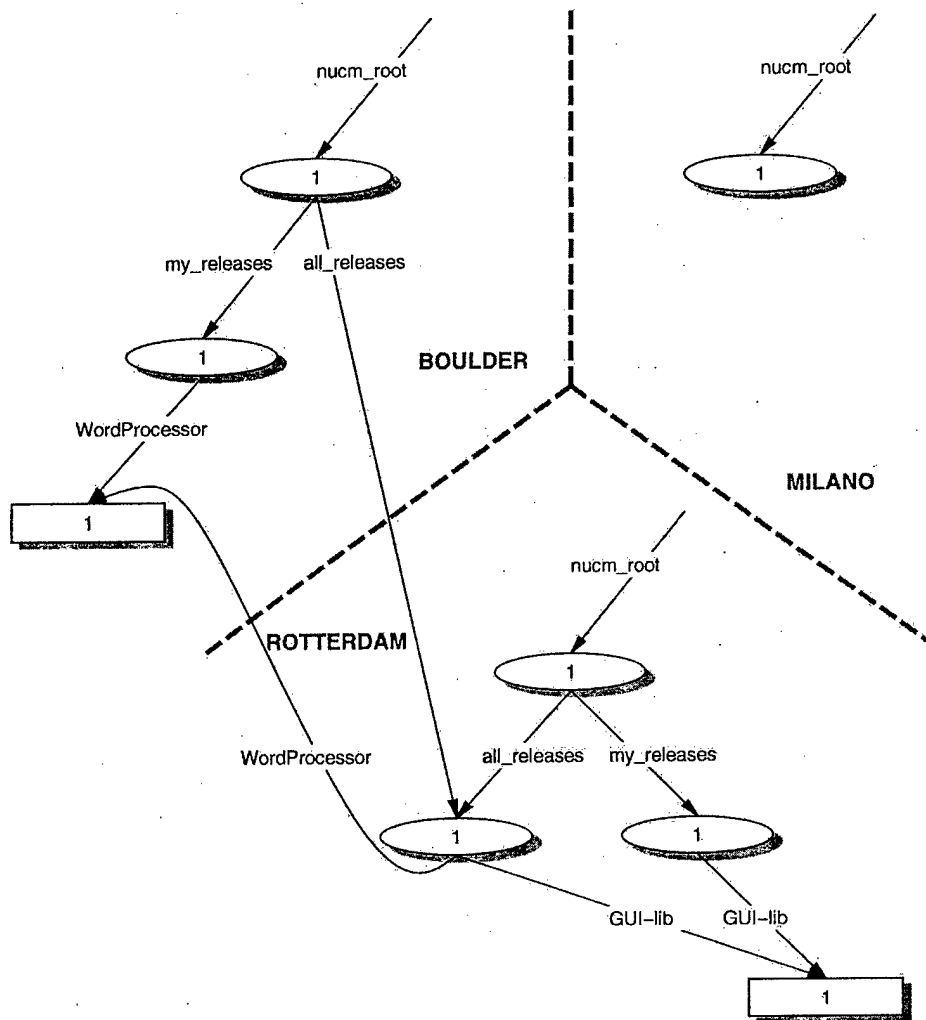 nucm_root
nucm_root
1
1
my_releases
all_releases
1
BOULDER
WordProcessor
MILANO
1
nucm_root
ROTTERDAM
1
WordProcessor
all_releases
my_releases
1
1
GUI-lib
GUI-lib
1